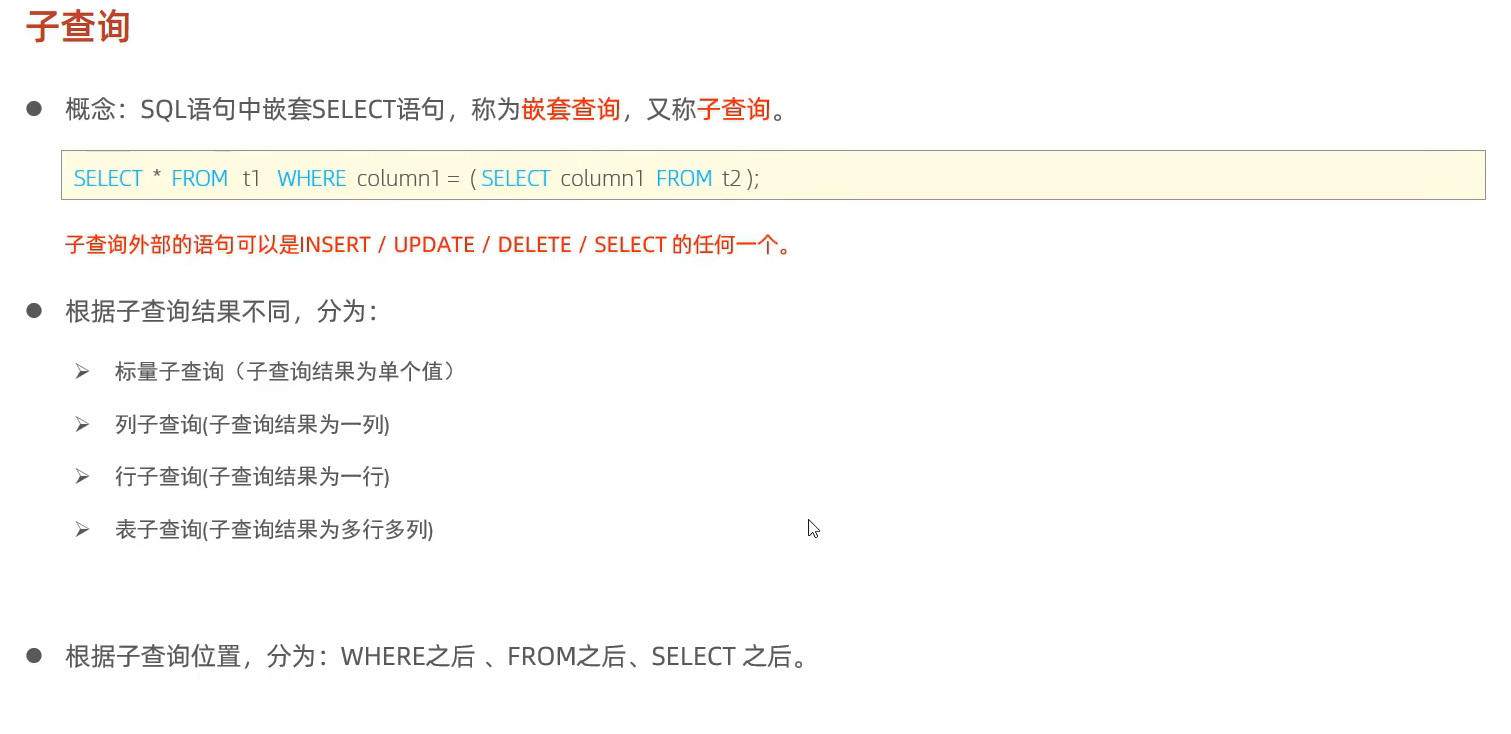 子查询
概念：SQL语句中嵌套SELECT语句，称为嵌套查询，又称子查询。
SELECT * FROM t1 WHERE column1 = ( SELECT column1 FROM t2 );
子查询外部的语句可以是INSERT / UPDATE / DELETE / SELECT 的任何一个。
根据子查询结果不同，分为：
标量子查询（子查询结果为单个值）
列子查询(子查询结果为一列)
行子查询(子查询结果为一行)
表子查询(子查询结果为多行多列)
根据子查询位置，分为：WHERE之后 、FROM之后、SELECT 之后。